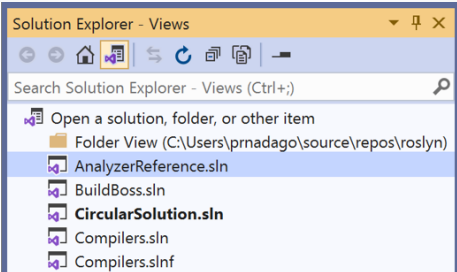 Solution Explorer - Views
Search Solution Explorer - Views (Ctrl+;)
Open a solution, folder, or other item
Folder View (C:\Users\prnadago\source\repos\roslyn)
AnalyzerReference.sln
BuildBoss.sln
CircularSolution.sln
Compilers.sln
Compilers.slnf